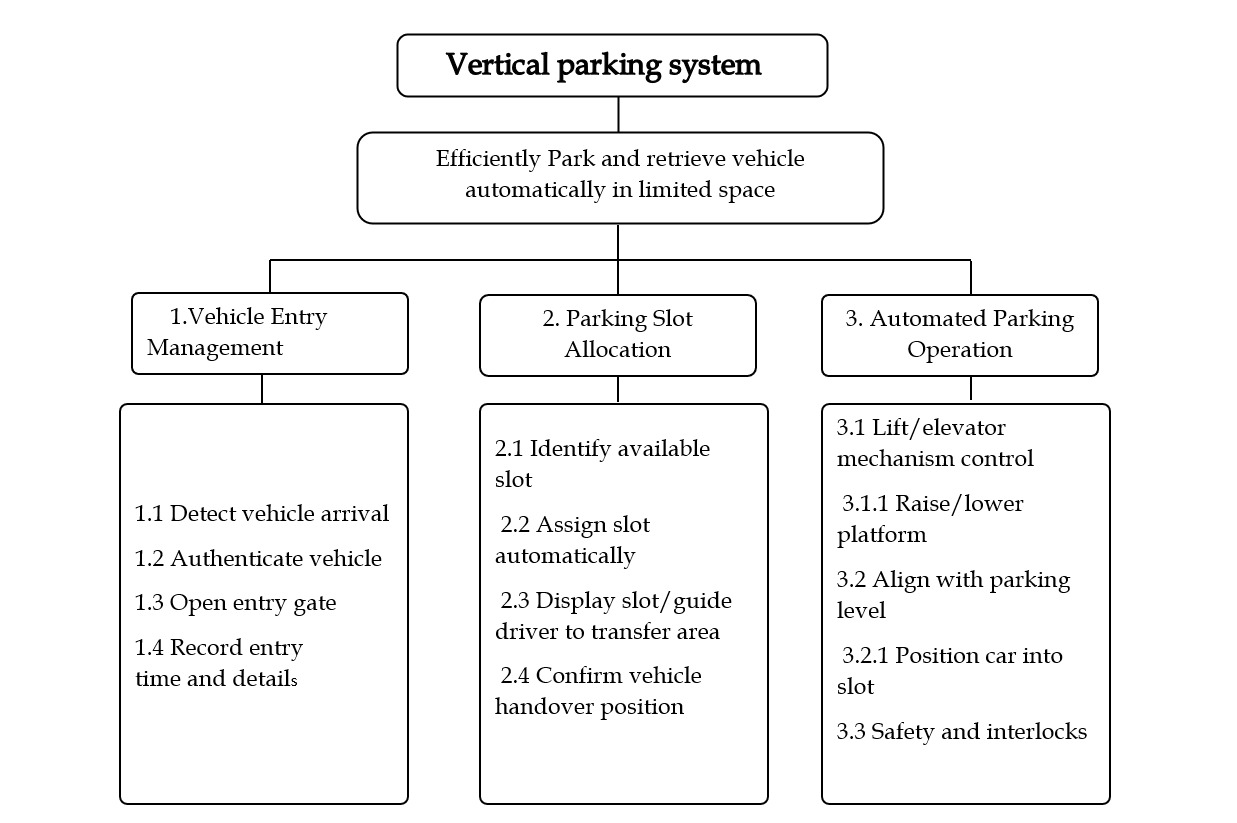 Vertical parking system
Efficiently Park and retrieve vehicle
automatically in limited space
1.Vehicle Entry
Management
2. Parking Slot
Allocation
3. Automated Parking
Operation
1.1 Detect vehicle arrival
1.2 Authenticate vehicle
1.3 Open entry gate
1.4 Record entry
time and details
2.1 Identify available
slot
2.2 Assign slot
automatically
2.3 Display slot/guide
driver to transfer area
2.4 Confirm vehicle
handover position
3.1 Lift/elevator
mechanism control
3.1.1 Raise/lower
platform
3.2 Align with parking
level
3.2.1 Position car into
slot
3.3 Safety and interlocks